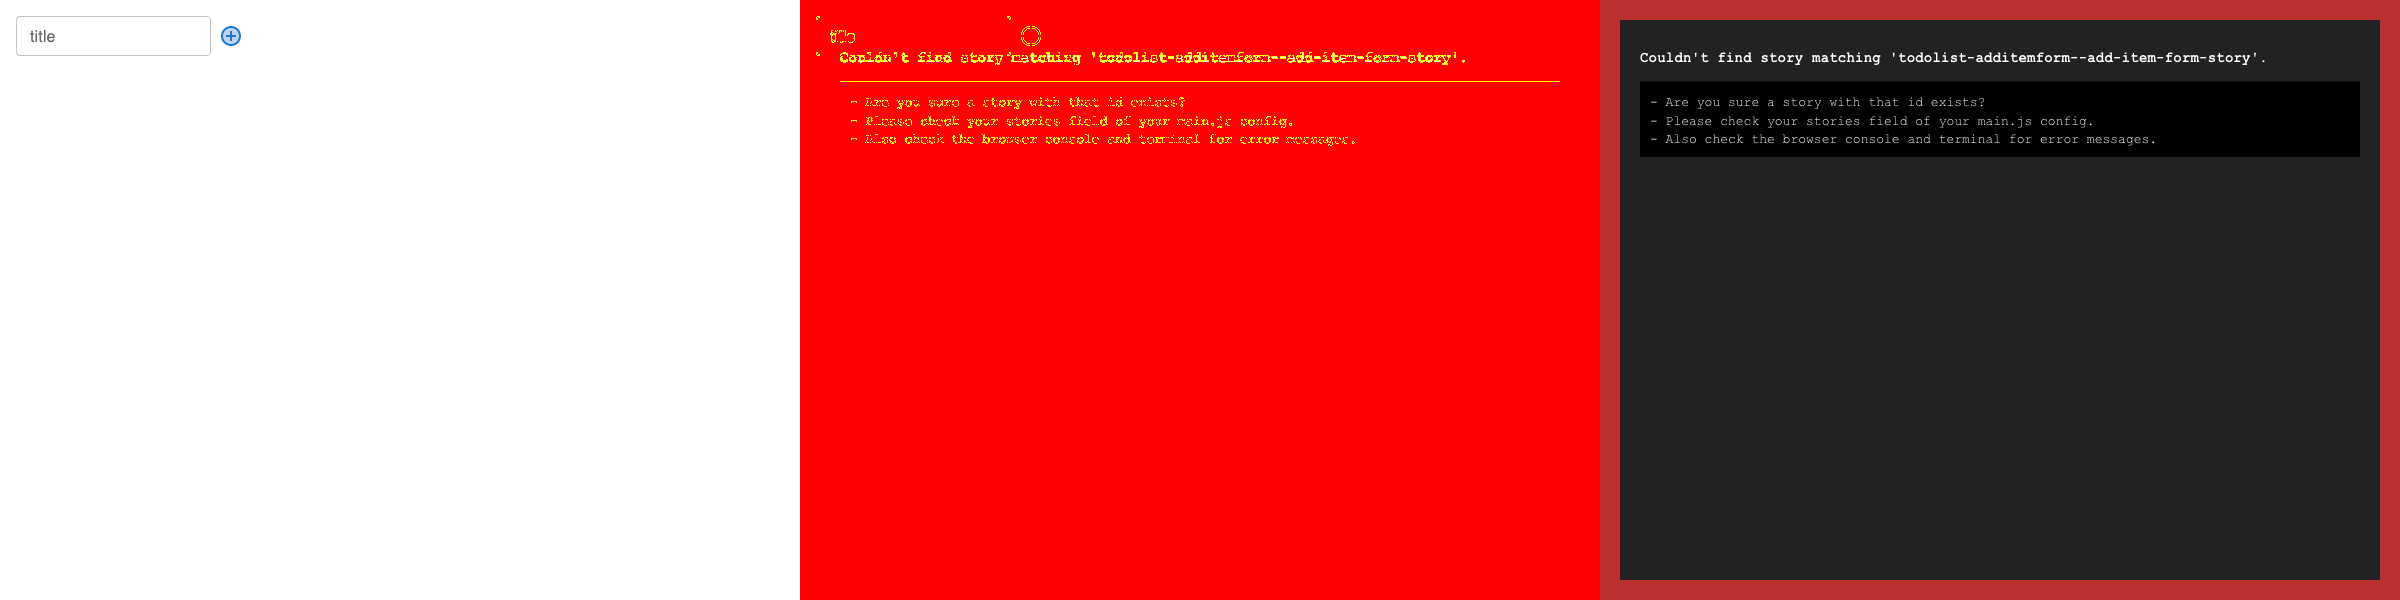 title
Couldn't find story matching 'todolist-additemform--add-item-form-story'.
- Are you sure a story with that id exists?
- Please check your stories field of your main.js config.
- Also check the browser console and terminal for error messages.
Couldn't find story matching 'todolist-additemform--add-item-form-story'.
- Are you sure a story with that id exists?
- Please check your stories field of your main.js config.
- Also check the browser console and terminal for error messages.